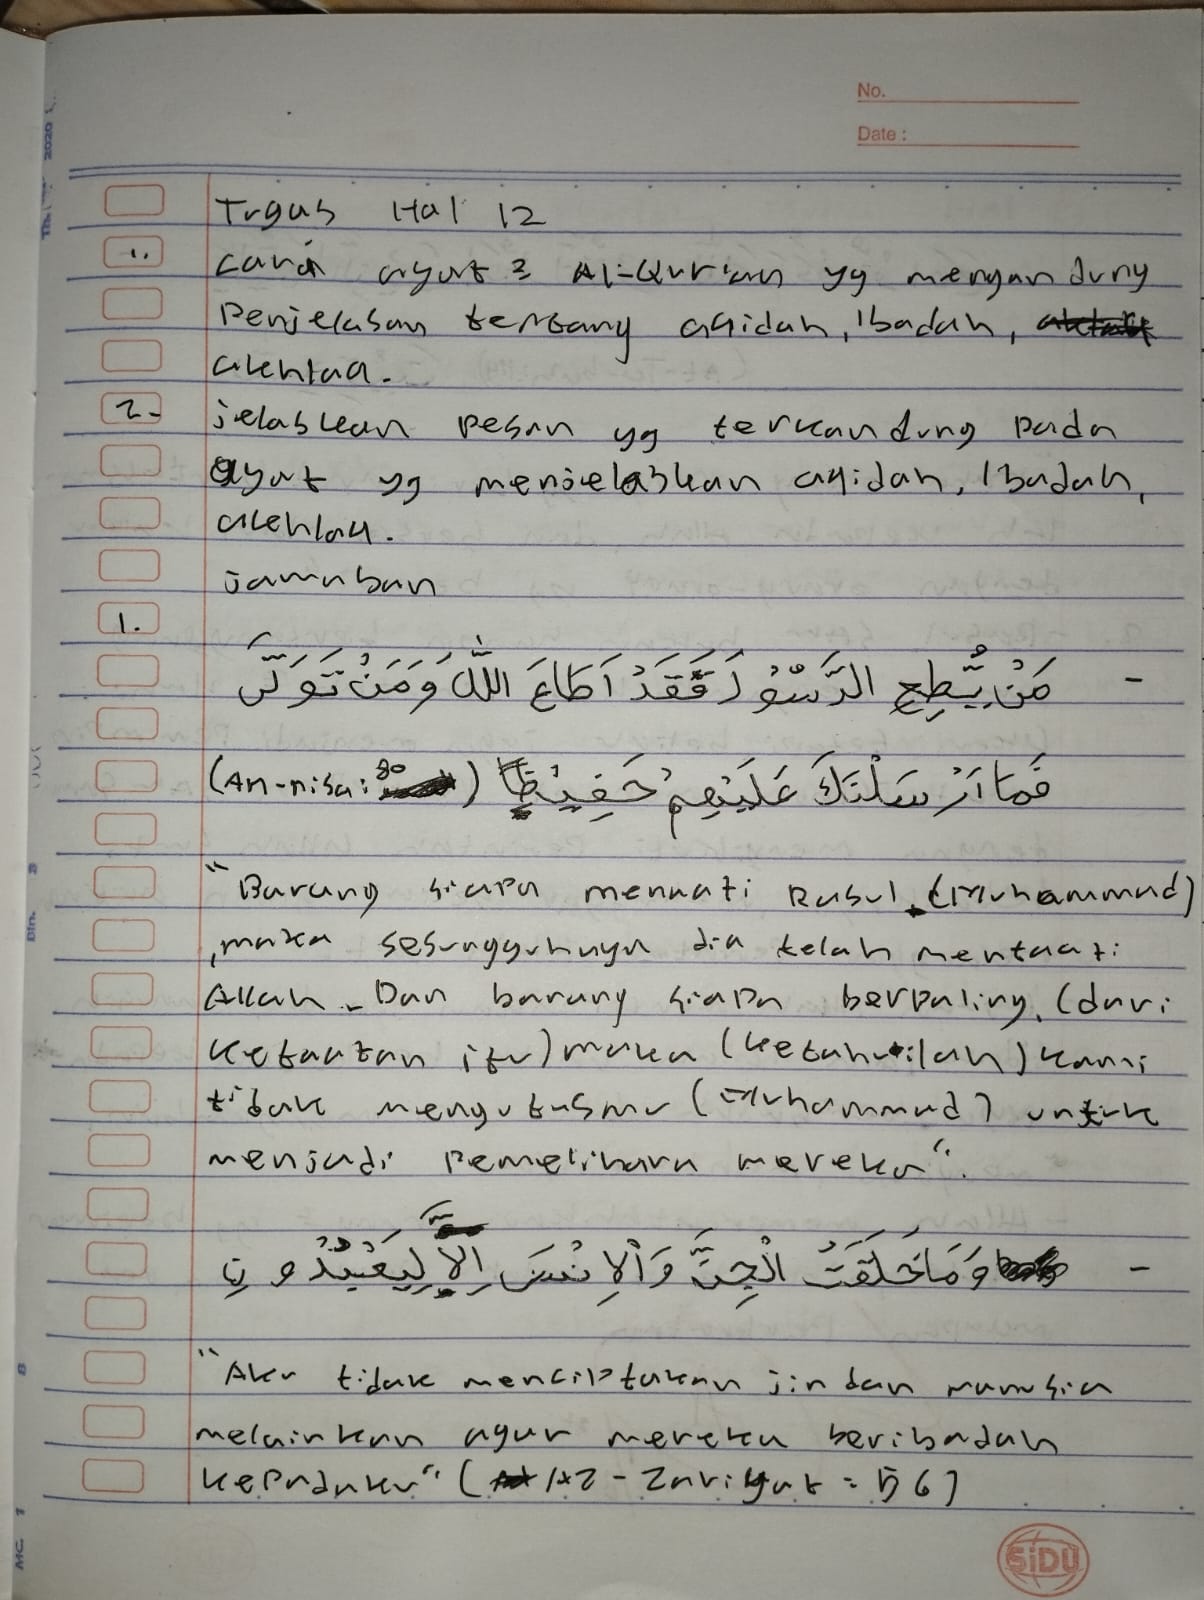 No.
Date :
Tugas Hal 12
1. cara ayat 2 Al-Qur'an yg mengandung
Penjelasan tentang aqidah, Ibadah,
akhlaq.
2. jelaskan pesan yg terkandung pada
ayat yg menjelaskan aqidah, Ibadah,
akhlaq.
jawaban
1.
- مَنْ يُّطِعِ الرَّسُوْلَ فَقَدْ اَطَاعَ اللّٰهَ وَمَنْ تَوَلّٰى
فَمَا اَرْسَلْنٰكَ عَلَيْهِمْ حَفِيْظًا (An-nisa: 80)
"Barang siapa mentaati Rasul (Muhammad)
, maka sesungguhnya dia telah mentaati
Allah. Dan barang siapa berpaling (dari
ketaatan itu) maka (ketahuilah) kami
tidak mengutusmu (Muhammad) untuk
menjadi pemelihara mereka".
- وَمَا خَلَقْتُ الْجِنَّ وَالْاِنْسَ اِلَّا لِيَعْبُدُوْنِ
"Aku tidak menciptakan jin dan manusia
melainkan agar mereka beribadah
kepadaku" (Az - Zariyat : 56)
SiDU